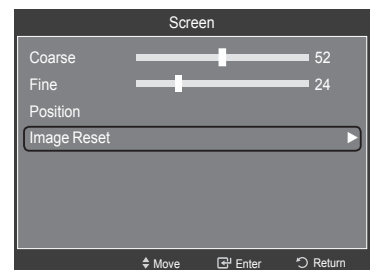 Screen
Coarse 52
Fine 24
Position
Image Reset
Move Enter Return